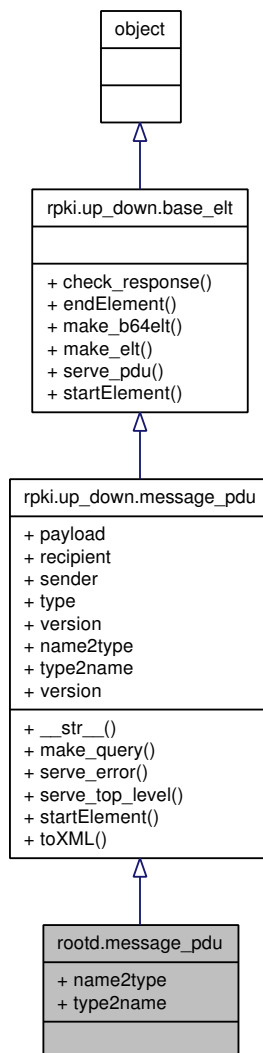 object
rpki.up_down.base_elt
+ check_response()
+ endElement()
+ make_b64elt()
+ make_elt()
+ serve_pdu()
+ startElement()
rpki.up_down.message_pdu
+ payload
+ recipient
+ sender
+ type
+ version
+ name2type
+ type2name
+ version
+ __str__()
+ make_query()
+ serve_error()
+ serve_top_level()
+ startElement()
+ toXML()
rootd.message_pdu
+ name2type
+ type2name